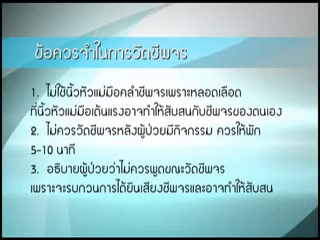 ข้อควรจำในการวัดชีพจร
1. ไม่ใช้นิ้วหัวแม่มือคลำชีพจรเพราะหลอดเลือด
ที่นิ้วหัวแม่มือเต้นแรงอาจทำให้สับสนกับชีพจรของตนเอง
2. ไม่ควรวัดชีพจรหลังผู้ป่วยมีกิจกรรม ควรให้พัก
5-10 นาที
3. อธิบายผู้ป่วยว่าไม่ควรพูดขณะวัดชีพจร
เพราะจะรบกวนการได้ยินเสียงชีพจรและอาจทำให้สับสน